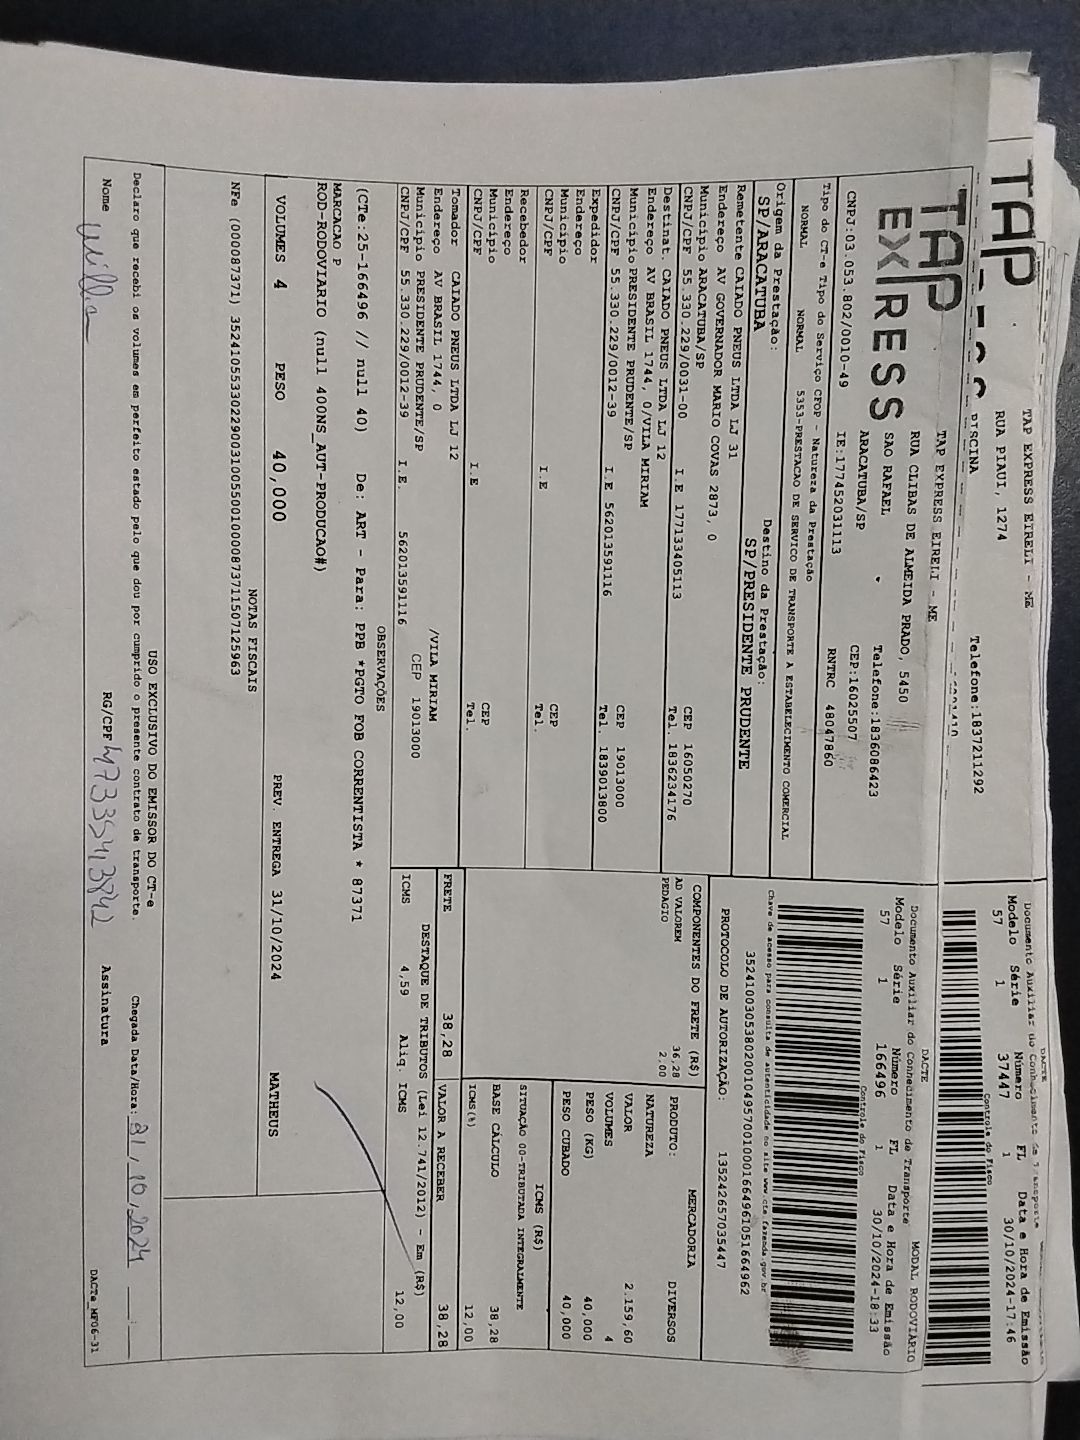 TAP
TAP EXPRESS EIRELI - ME
RUA PIAUI, 1274
PISCINA
Telefone:1837211292
DACTE
Documento Auxiliar do Conhecimento de Transporte
Modelo Série Número FL Data e Hora de Emissão
57 1 37447 1 30/10/2024-17:46
Controle do Fisco
TAP
EXPRESS
TAP EXPRESS EIRELI - ME
RUA CLIBAS DE ALMEIDA PRADO, 5450
SAO RAFAEL Telefone:1836086423
ARACATUBA/SP CEP:16025507
CNPJ:03.053.802/0010-49 IE:177452031113 RNTRC 48047860
DACTE
Documento Auxiliar do Conhecimento de Transporte MODAL RODOVIÁRIO
Modelo Série Número FL Data e Hora de Emissão
57 1 166496 1 30/10/2024-18:33
Controle do Fisco
Chave de acesso para consulta de autenticidade no site www.cte.fazenda.gov.br
35241003053802001049570010001664961051664962
PROTOCOLO DE AUTORIZAÇÃO: 135242657035447
Tipo do CT-e Tipo do Serviço CFOP - Natureza da Prestação
NORMAL NORMAL 5353-PRESTACAO DE SERVICO DE TRANSPORTE A ESTABELECIMENTO COMERCIAL
Origem da Prestação: Destino da Prestação:
SP/ARACATUBA SP/PRESIDENTE PRUDENTE
Remetente CAIADO PNEUS LTDA LJ 31
Endereço AV GOVERNADOR MARIO COVAS 2873, 0
Município ARACATUBA/SP CEP 16050270
CNPJ/CPF 55.330.229/0031-00 I.E 177133405113 Tel. 1836234176
Destinat. CAIADO PNEUS LTDA LJ 12
Endereço AV BRASIL 1744, 0/VILA MIRIAM
Município PRESIDENTE PRUDENTE/SP CEP 19013000
CNPJ/CPF 55.330.229/0012-39 I.E 562013591116 Tel. 1839013800
Expedidor
Endereço
Município CEP
CNPJ/CPF I.E Tel.
Recebedor
Endereço
Município CEP
CNPJ/CPF I.E Tel.
Tomador CAIADO PNEUS LTDA LJ 12
Endereço AV BRASIL 1744, 0 /VILA MIRIAM
Município PRESIDENTE PRUDENTE/SP CEP 19013000
CNPJ/CPF 55.330.229/0012-39 I.E. 562013591116
COMPONENTES DO FRETE (R$)
AD VALOREM 36,28
PEDAGIO 2,00
MERCADORIA
PRODUTO: DIVERSOS
NATUREZA
VALOR 2.159,60
VOLUMES 4
PESO (KG) 40,000
PESO CUBADO 40,000
ICMS (R$)
SITUAÇÃO 00-TRIBUTADA INTEGRALMENTE
BASE CÁLCULO 38,28
ICMS(%) 12,00
FRETE 38,28 VALOR A RECEBER 38,28
DESTAQUE DE TRIBUTOS (Lei 12.741/2012) - Em (R$)
ICMS 4,59 Aliq. ICMS 12,00
OBSERVAÇÕES
(CTe:25-166496 // null 40) De: ART - Para: PPB *PGTO FOB CORRENTISTA * 87371
MARCACAO P
ROD-RODOVIARIO (null 400NS_AUT-PRODUCAO#)
VOLUMES 4 PESO 40,000 PREV. ENTREGA 31/10/2024 MATHEUS
NOTAS FISCAIS
NFe (000087371) 35241055330229003100550010000873711507125963
USO EXCLUSIVO DO EMISSOR DO CT-e
Declaro que recebi os volumes em perfeito estado pelo que dou por cumprido o presente contrato de transporte. Chegada Data/Hora: 31/10/2024
Nome RG/CPF Assinatura
DACTe_MF06-31